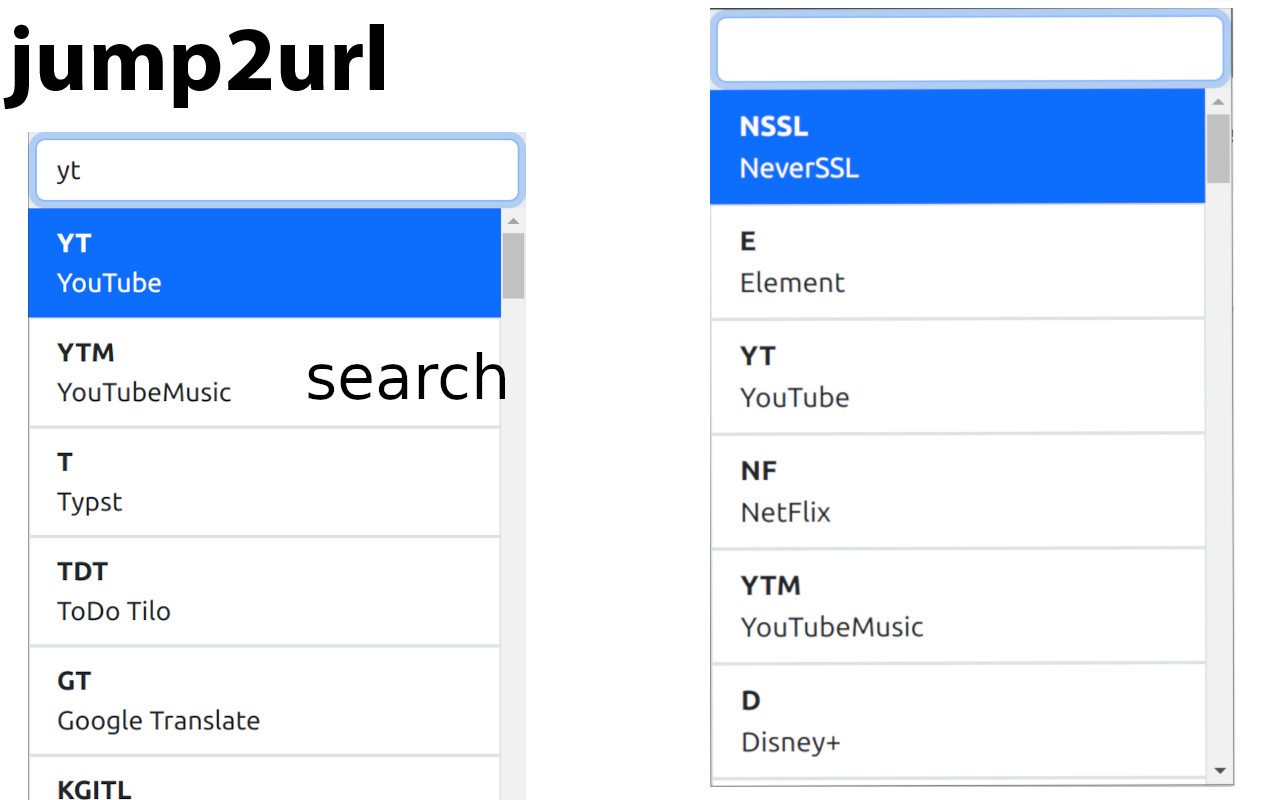 jump2url
yt
YT
YouTube
YTM
YouTubeMusic
search
T
Typst
TDT
ToDo Tilo
GT
Google Translate
KGITL
NSSL
NeverSSL
E
Element
YT
YouTube
NF
NetFlix
YTM
YouTubeMusic
D
Disney+